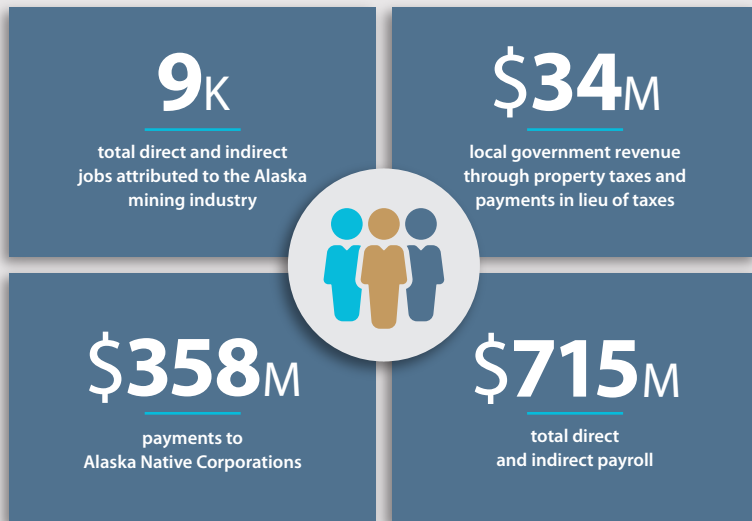 9K
total direct and indirect
jobs attributed to the Alaska
mining industry
$34M
local government revenue
through property taxes and
payments in lieu of taxes
$358M
payments to
Alaska Native Corporations
$715M
total direct
and indirect payroll